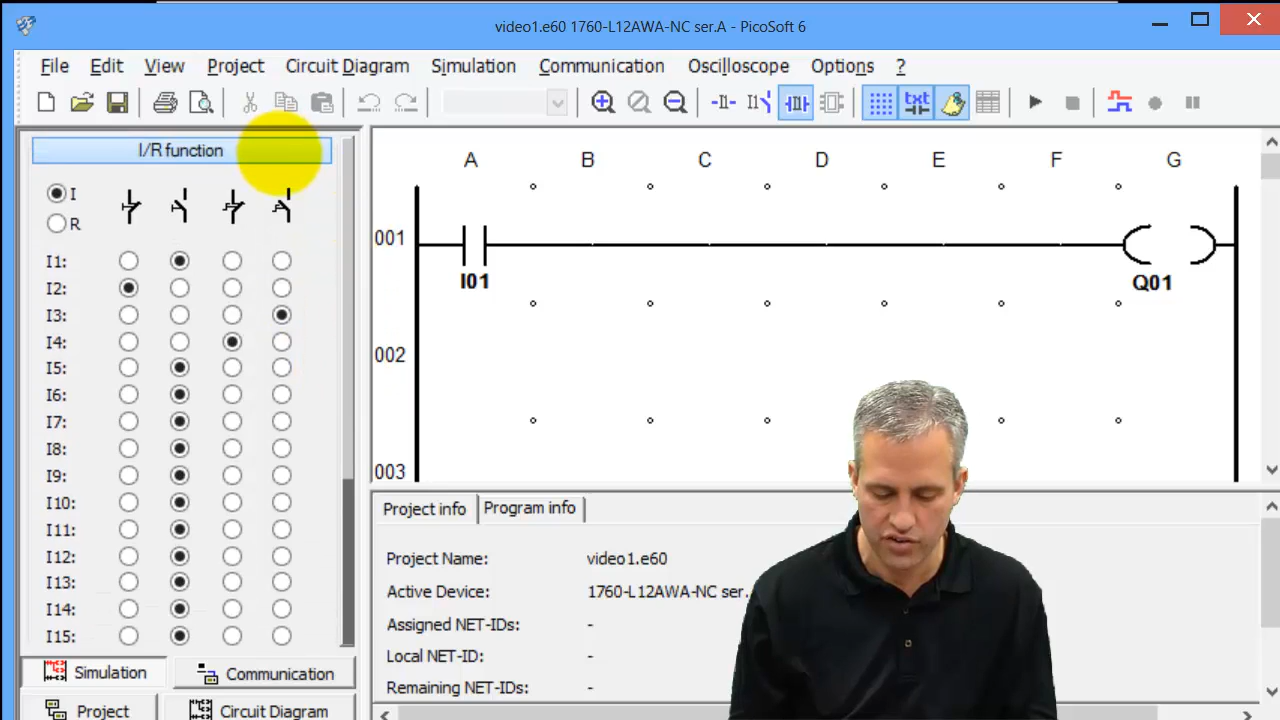 video1.e60 1760-L12AWA-NC ser.A - PicoSoft 6
File Edit View Project Circuit Diagram Simulation Communication Oscilloscope Options ?
txt
I/R function
I
R
I1:
I2:
I3:
I4:
I5:
I6:
I7:
I8:
I9:
I10:
I11:
I12:
I13:
I14:
I15:
Simulation Communication
Project Circuit Diagram
A B C D E F G
001
I01 Q01
002
003
Project info Program info
Project Name: video1.e60
Active Device: 1760-L12AWA-NC ser.
Assigned NET-IDs: -
Local NET-ID: -
Remaining NET-IDs: -